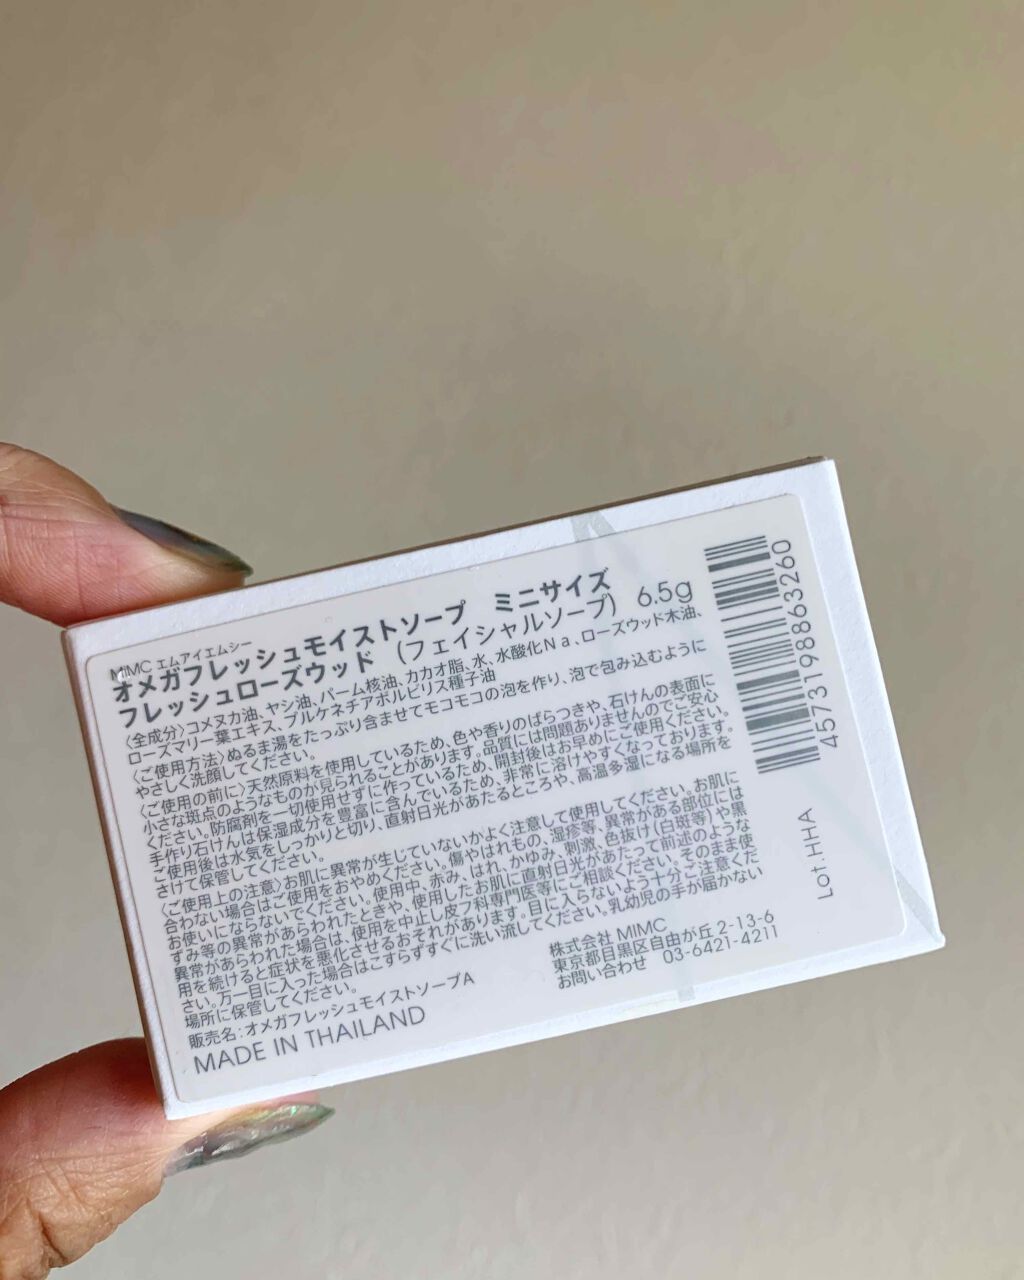 MIMC エムアイエムシー
オメガフレッシュモイストソープ　ミニサイズ
フレッシュローズウッド （フェイシャルソープ） 6.5g
〈全成分〉コメヌカ油、ヤシ油、パーム核油、カカオ脂、水、水酸化Ｎａ、ローズウッド木油、
ローズマリー葉エキス、プルケネチアボルビリス種子油
〈ご使用方法〉ぬるま湯をたっぷり含ませてモコモコの泡を作り、泡で包み込むように
やさしく洗顔してください。
〈ご使用の前に〉天然原料を使用しているため、色や香りのばらつきや、石けんの表面に
小さな斑点のようなものが見られることがあります。品質には問題ありませんのでご安心
ください。防腐剤を一切使用せずに作っているため、開封後はお早めにご使用ください。
手作り石けんは保湿成分を豊富に含んでいるため、非常に溶けやすくなっております。
ご使用後は水気をしっかりと切り、直射日光があたるところや、高温多湿になる場所を
さけて保管してください。
〈ご使用上の注意〉お肌に異常が生じていないかよく注意して使用してください。お肌に
合わない場合はご使用をおやめください。傷やはれもの、湿疹等、異常がある部位には
お使いにならないでください。使用中、赤み、はれ、かゆみ、刺激、色抜け（白斑等）や黒
ずみ等の異常があらわれたときや、使用したお肌に直射日光があたって前述のような
異常があらわれた場合は、使用を中止し皮フ科専門医等にご相談ください。そのまま使
用を続けると症状を悪化させるおそれがあります。目に入らないよう十分ご注意くだ
さい。万一目に入った場合はこすらずすぐに洗い流してください。乳幼児の手が届かない
場所に保管してください。
販売名：オメガフレッシュモイストソープA
MADE IN THAILAND
株式会社 MIMC
東京都目黒区自由が丘 2-13-6
お問い合わせ　03-6421-4211
4573198863260
Lot.HHA